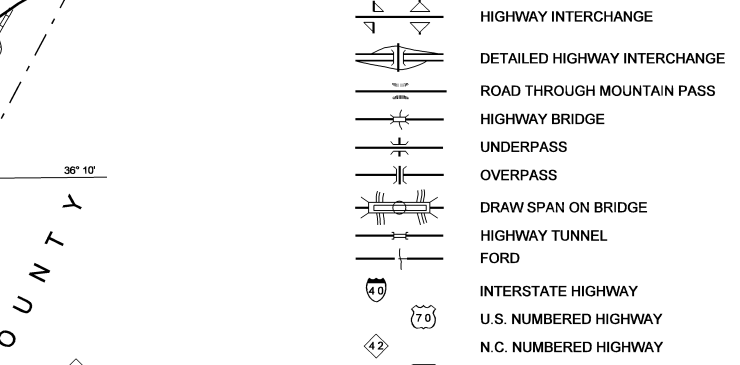 HIGHWAY INTERCHANGE
DETAILED HIGHWAY INTERCHANGE
ROAD THROUGH MOUNTAIN PASS
HIGHWAY BRIDGE
UNDERPASS
OVERPASS
DRAW SPAN ON BRIDGE
HIGHWAY TUNNEL
FORD
40 INTERSTATE HIGHWAY
70 U.S. NUMBERED HIGHWAY
42 N.C. NUMBERED HIGHWAY
36° 10'
OUNTY